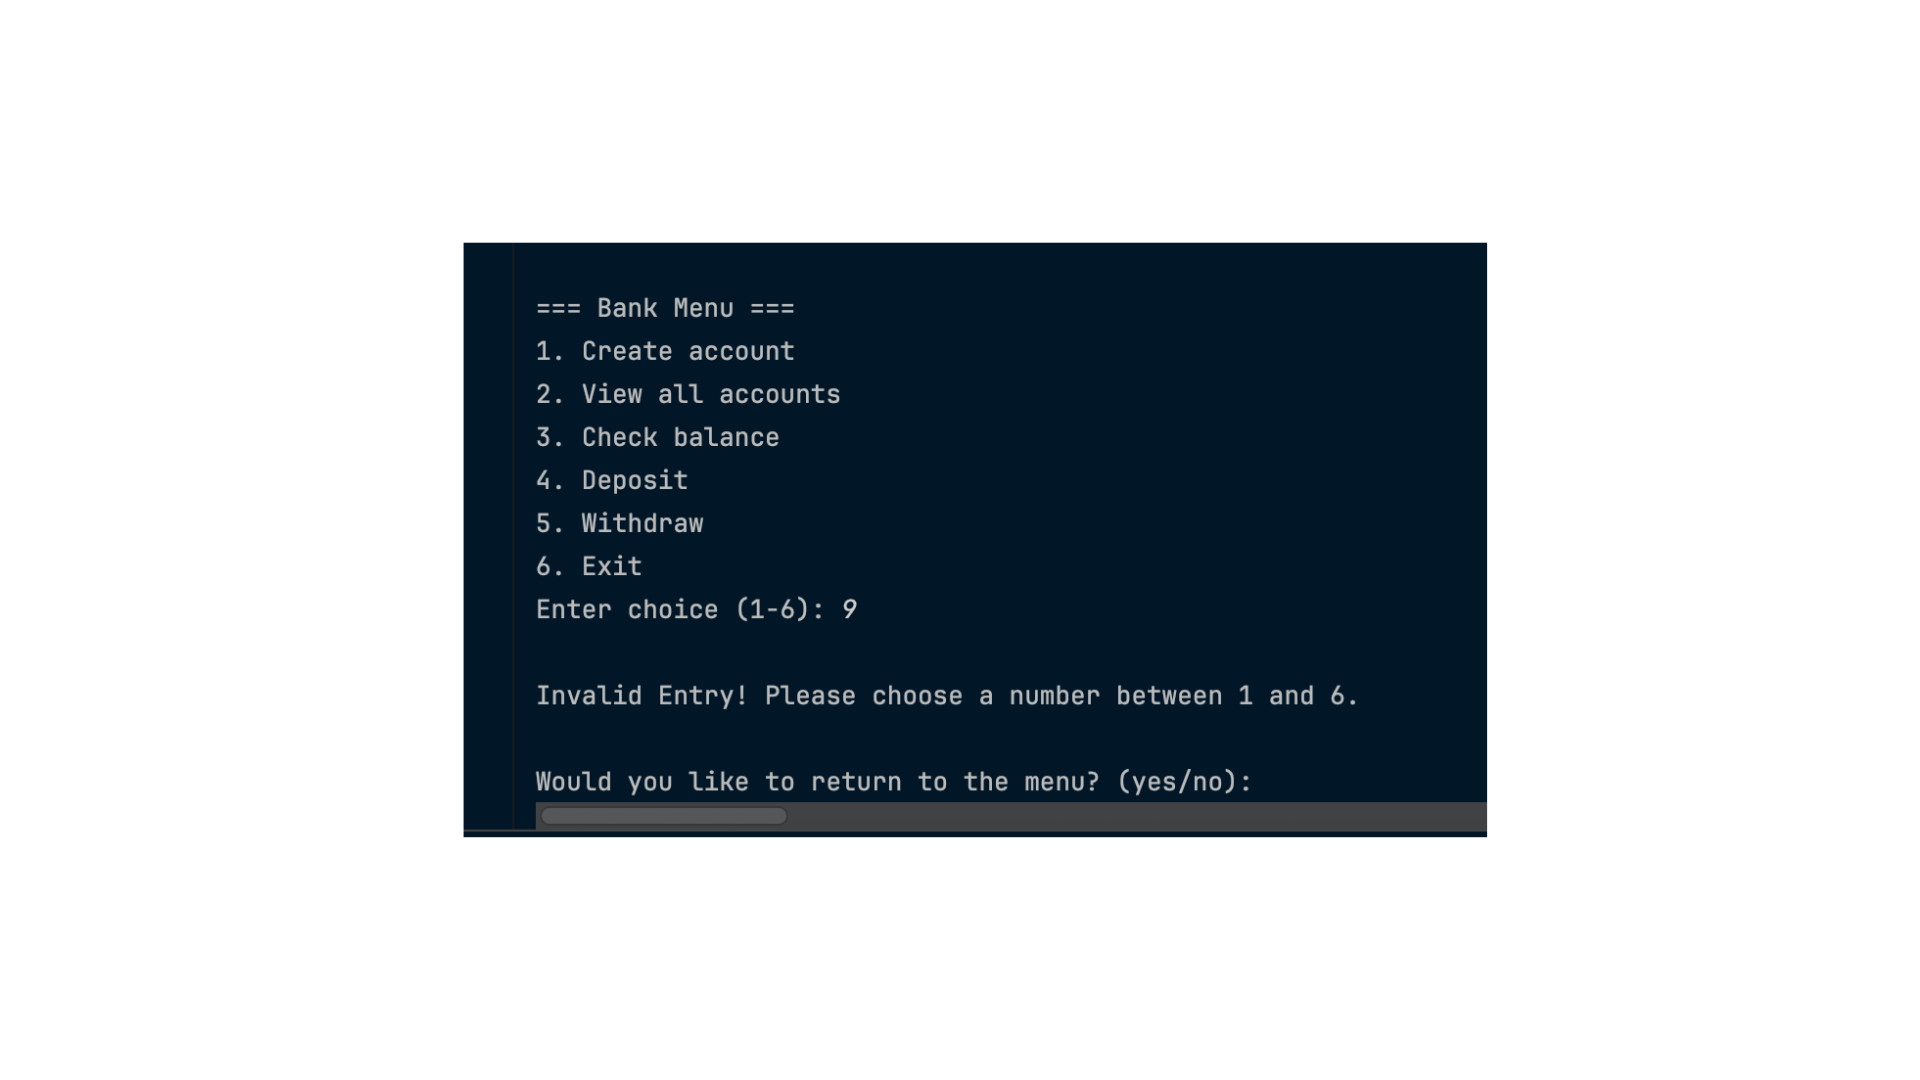 === Bank Menu ===
1. Create account
2. View all accounts
3. Check balance
4. Deposit
5. Withdraw
6. Exit
Enter choice (1-6): 9
Invalid Entry! Please choose a number between 1 and 6.
Would you like to return to the menu? (yes/no):